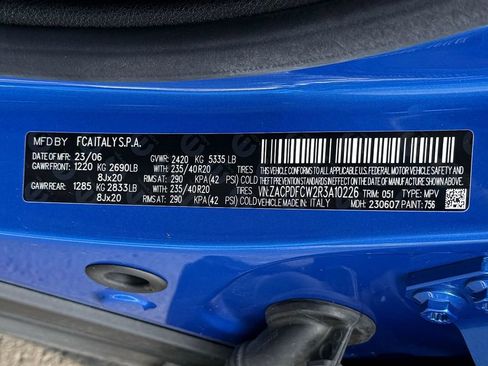 MFD BY FCA ITALY S.P.A.
DATE OF MFR: 23/06 GVWR: 2420 KG 5335 LB
GAWR FRONT: 1220 KG 2690LB WITH: 235/40R20 TIRES
8Jx20 RIMS AT: 290 KPA(42 PSI) COLD
GAWR REAR: 1285 KG 2833LB WITH: 235/40 R20 TIRES
8Jx20 RIMS AT: 290 KPA(42 PSI) COLD
THIS VEHICLE CONFORMS TO ALL APPLICABLE U.S.A. FEDERAL MOTOR VEHICLE
SAFETY, BUMPER, AND THEFT PREVENTION STANDARDS IN EFFECT ON THE DATE OF MANUFACTURE SHOWN ABOVE.
VIN: ZACPDFCW2R3A10226 TRIM: 051 TYPE: MPV
VEHICLE MADE IN: ITALY MDH: 230607 PAINT: 756